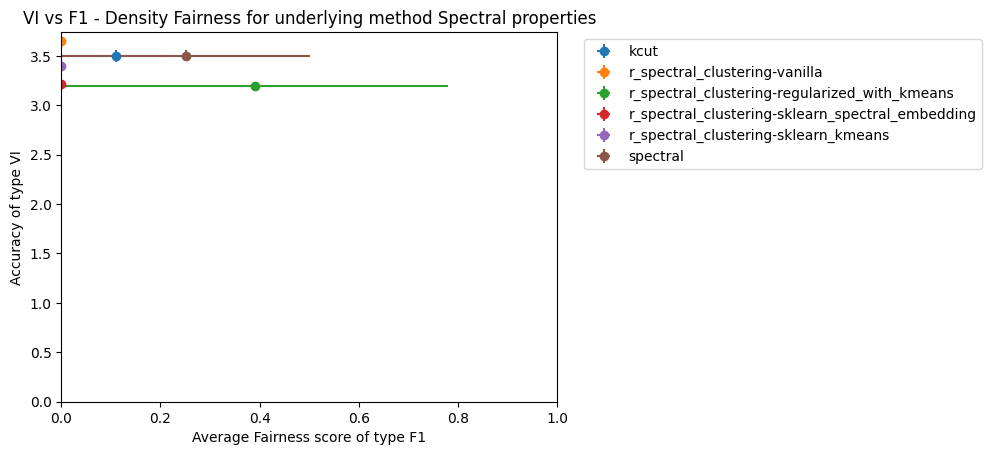 VI vs F1 - Density Fairness for underlying method Spectral properties
3.5
3.0
2.5
2.0
1.5
1.0
0.5
0.0
Accuracy of type VI
0.0 0.2 0.4 0.6 0.8 1.0
Average Fairness score of type F1
kcut
r_spectral_clustering-vanilla
r_spectral_clustering-regularized_with_kmeans
r_spectral_clustering-sklearn_spectral_embedding
r_spectral_clustering-sklearn_kmeans
spectral